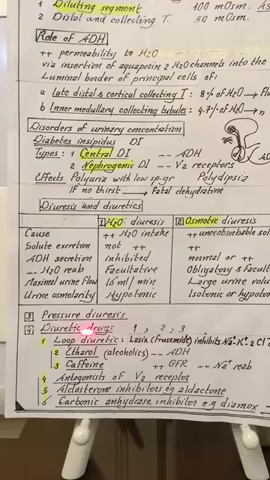 1 Diluting segment 100 mOsm.
2 Distal and collecting T. 50 mOsm.
Role of ADH
++ permeability to H2O
via insertion of aquaporin 2 H2O channels into the
Luminal border of principal cells of:
a late distal & cortical collecting T : 8% of H2O →
b Inner medullary collecting tubules : 4.7% of H2O → ,,
Disorders of urinary concentration
Diabetes insipidus DI
Types : 1 Central DI -- ADH
2 Nephrogenic DI -- V2 receptors
Effects Polyuria with low sp.gr Polydipsia
If no thirst → Fatal dehydration
Diuresis and diuretics
1 H2O diuresis 2 Osmotic diuresis
Cause ++ H2O intake ++ unreabsorbable
Solute excretion not ++ ++
ADH secretion inhibited normal or ++
-- H2O reab Facultative Obligatory & Facult
Maximal urine flow 16 ml / min Large urine volu
Urine osmolarity Hypotonic Isotonic or hypoton
3 Pressure diuresis
4 Diuretic drugs 1 , 2 , 3
1 Loop diuretic : Lasix (Frusemide) inhibits Na+ K+ 2 Cl
2 Ethanol (alcoholics) -- ADH
3 Caffeine ++ GFR -- Na+ reab
4 Antagonists of V2 receptor
5 Aldosterone inhibitors eg aldactone
6 Carbonic anhydrase inhibitor e.g diamox